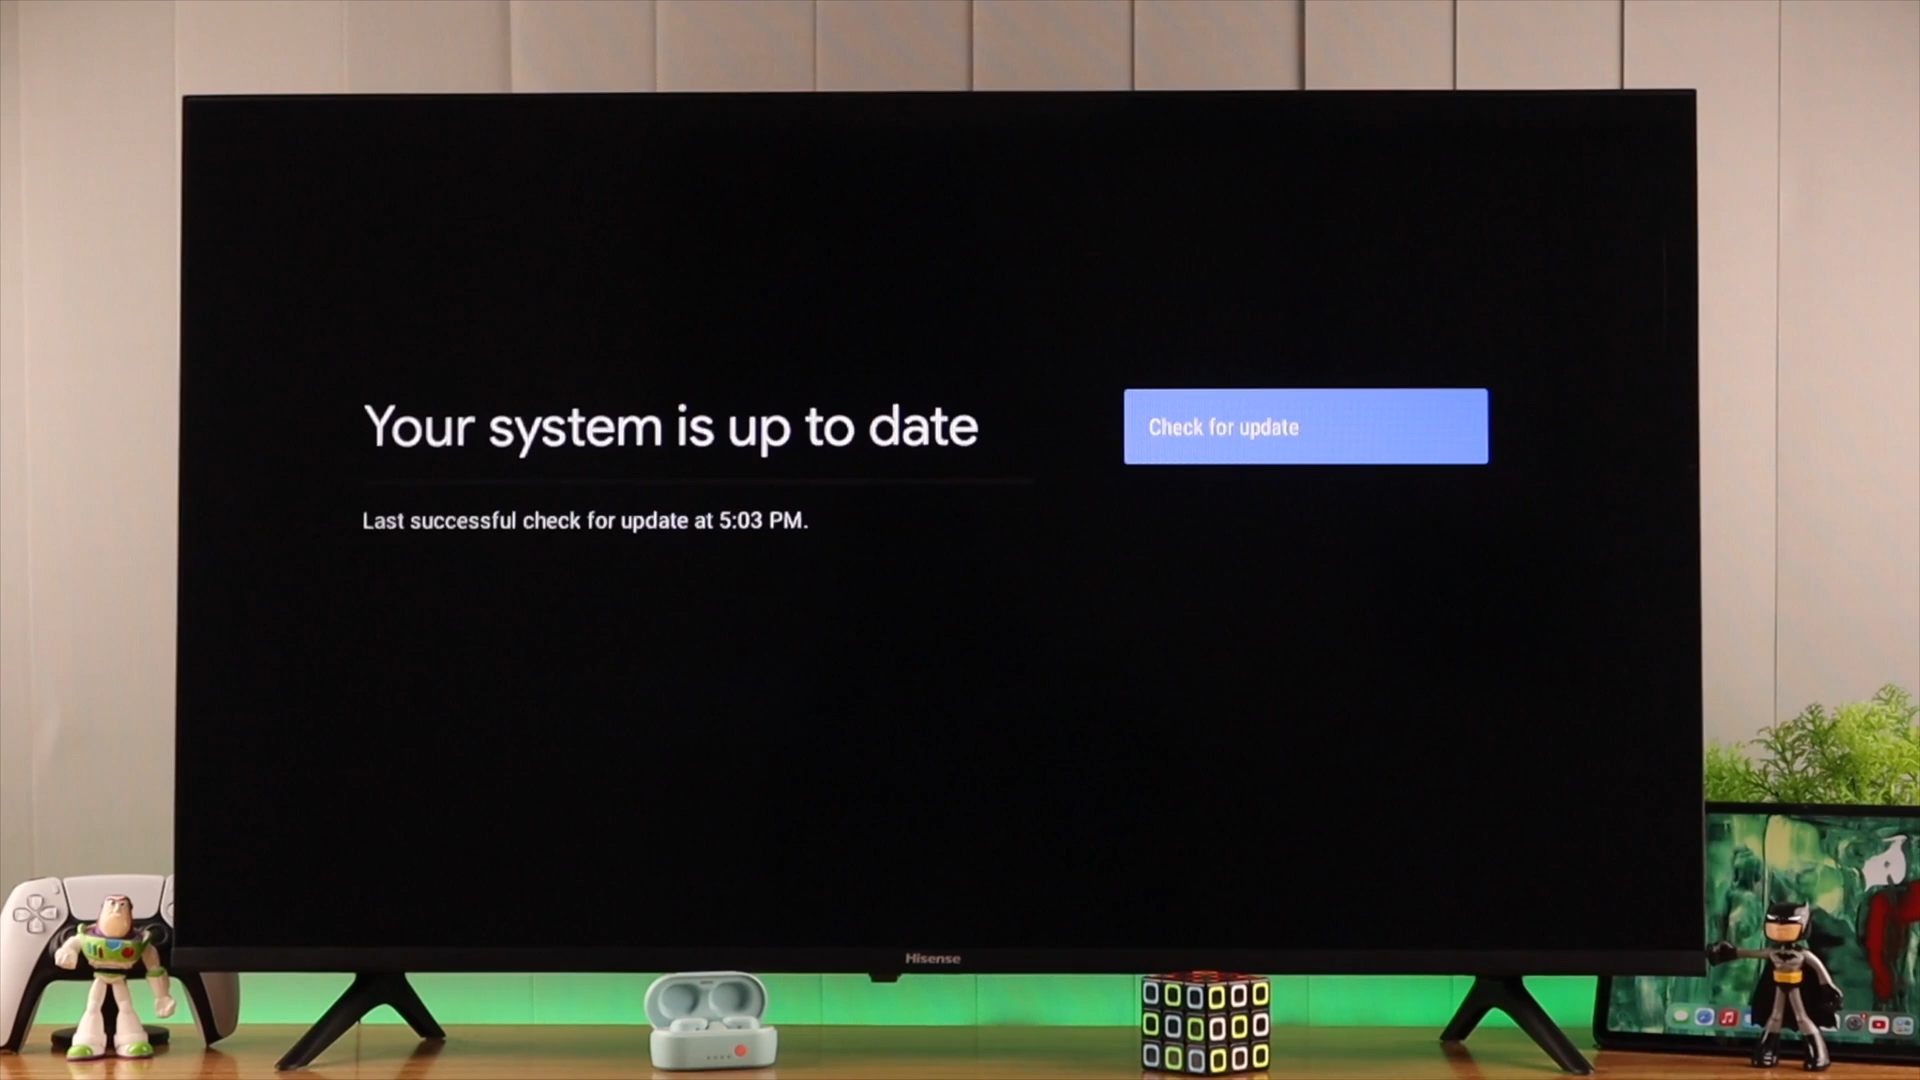 Your system is up to date
Check for update
Last successful check for update at 5:03 PM.
Hisense